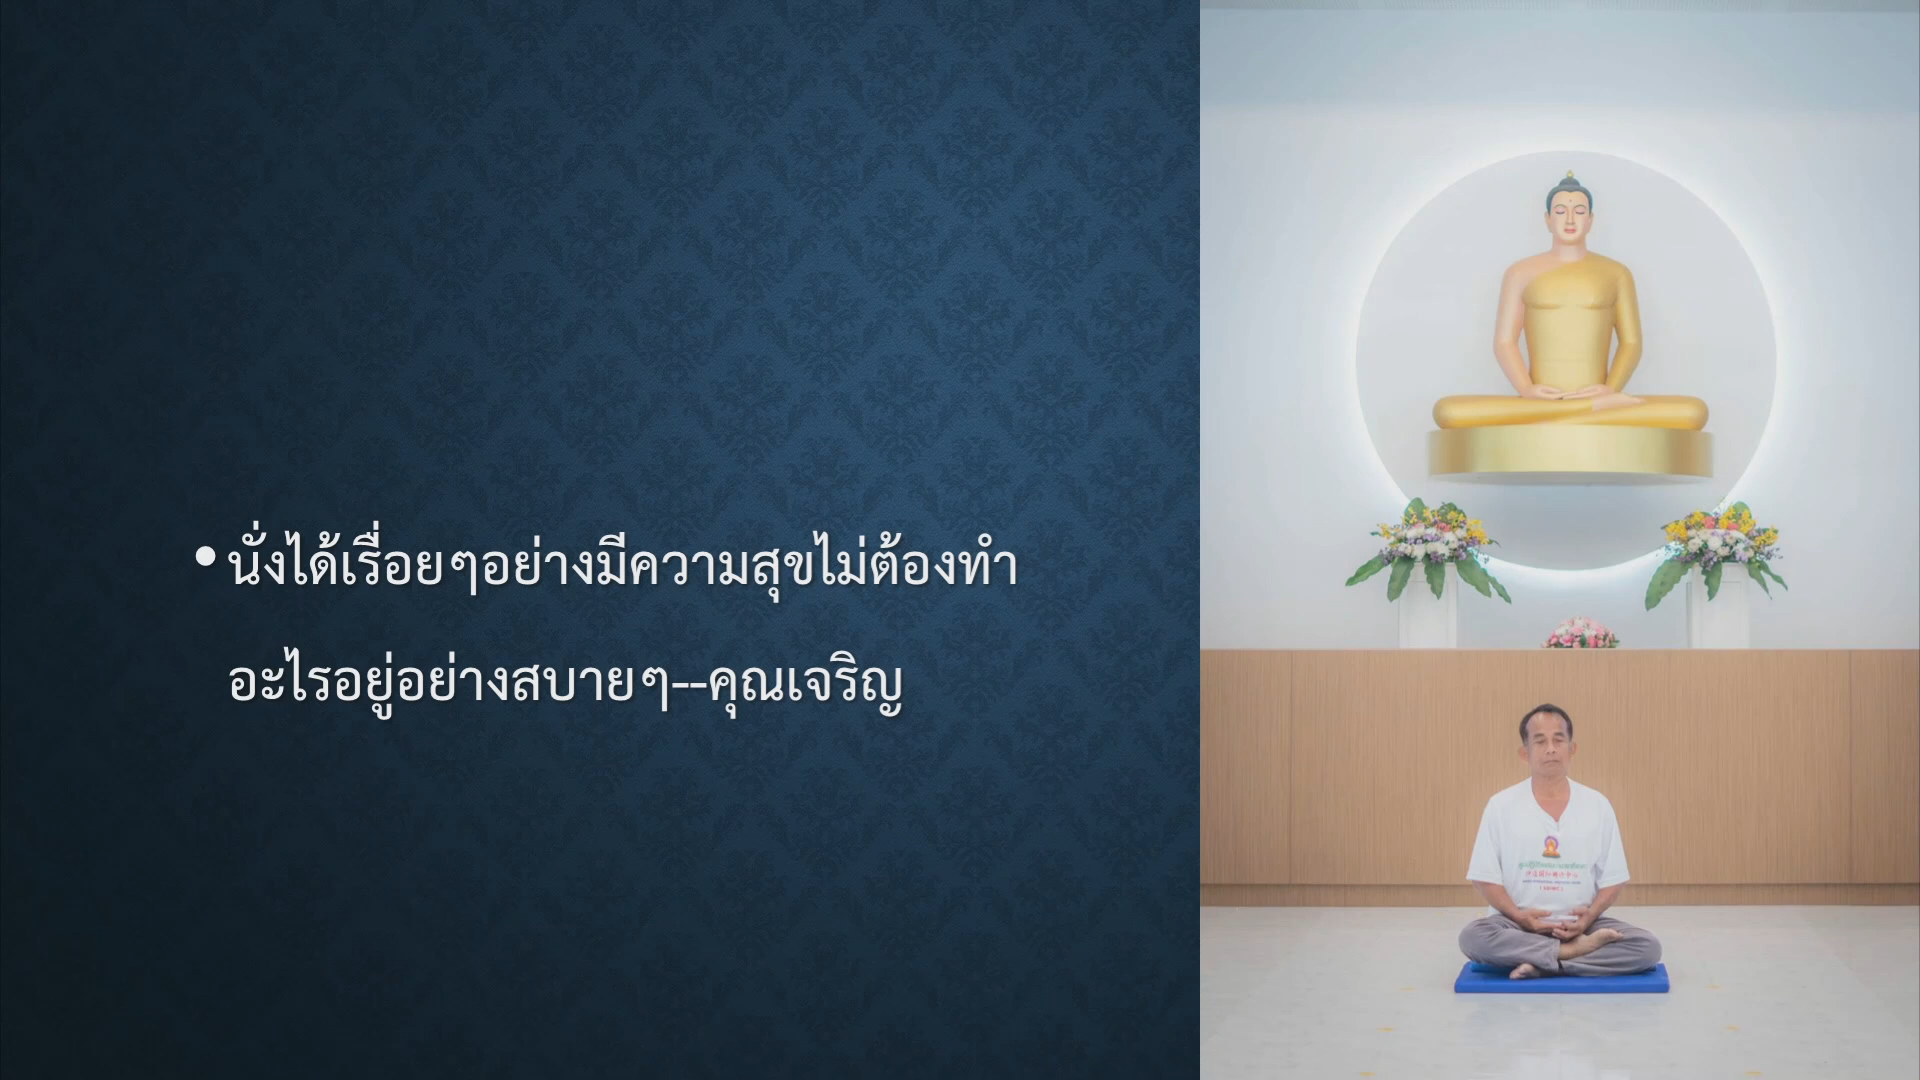 • นั่งได้เรื่อยๆอย่างมีความสุขไม่ต้องทำ
อะไรอยู่อย่างสบายๆ--คุณเจริญ